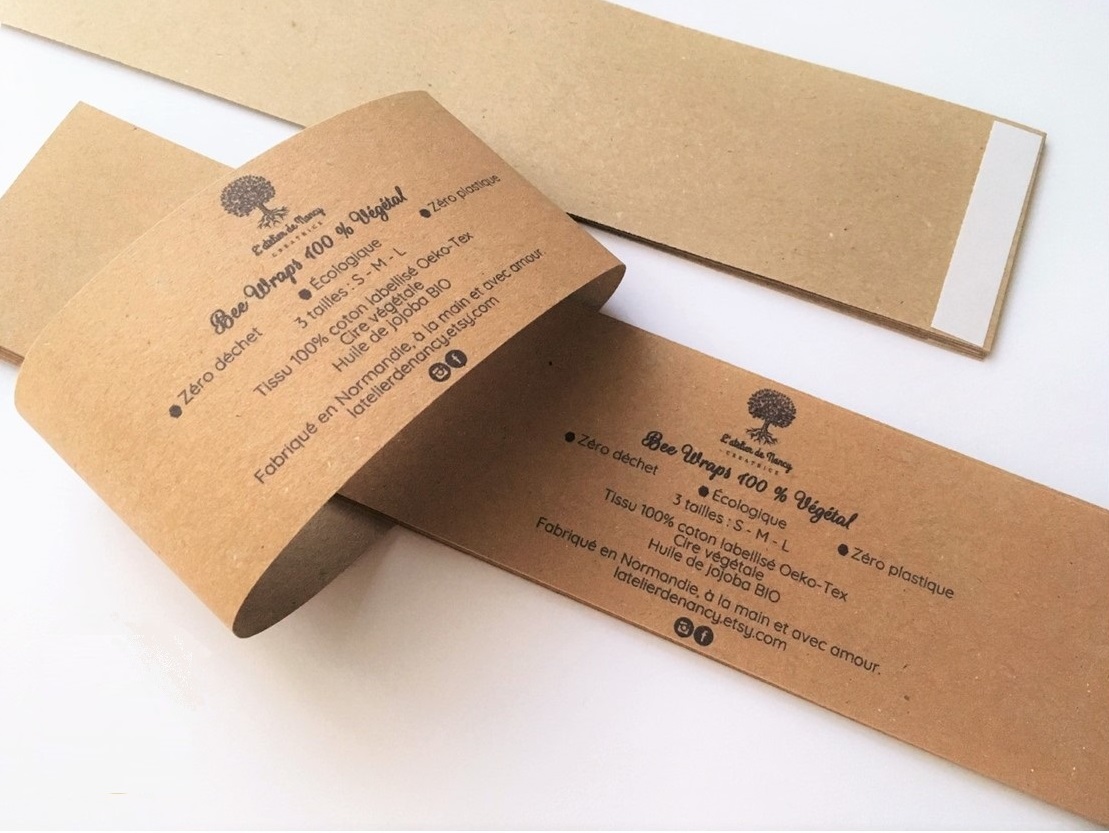 L'atelier de Nancy
CREATRICE
Bee Wraps 100 % Végétal
● Zéro déchet ● Écologique ● Zéro plastique
3 tailles : S - M - L
Tissu 100% coton labellisé Oeko-Tex
Cire végétale
Huile de jojoba BIO
Fabriqué en Normandie, à la main et avec amour.
latelierdenancy.etsy.com
L'atelier de Nancy
CREATRICE
Bee Wraps 100 % Végétal
● Zéro déchet ● Écologique ● Zéro plastique
3 tailles : S - M - L
Tissu 100% coton labellisé Oeko-Tex
Cire végétale
Huile de jojoba BIO
Fabriqué en Normandie, à la main et avec amour.
latelierdenancy.etsy.com